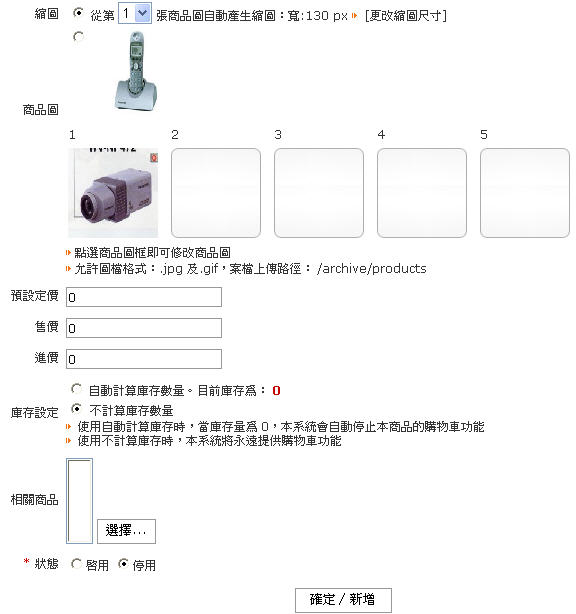 縮圖 從第 1 張商品圖自動產生縮圖：寬:130 px [更改縮圖尺寸]
商品圖
1 2 3 4 5
點選商品圖框即可修改商品圖
允許圖檔格式：.jpg 及 .gif，案檔上傳路徑： /archive/products
預設定價 0
售價 0
進價 0
自動計算庫存數量。目前庫存爲： 0
庫存設定 不計算庫存數量
使用自動計算庫存時，當庫存量爲 0，本系統會自動停止本商品的購物車功能
使用不計算庫存時，本系統將永遠提供購物車功能
相關商品 選擇...
* 狀態 啓用 停用
確定 / 新增